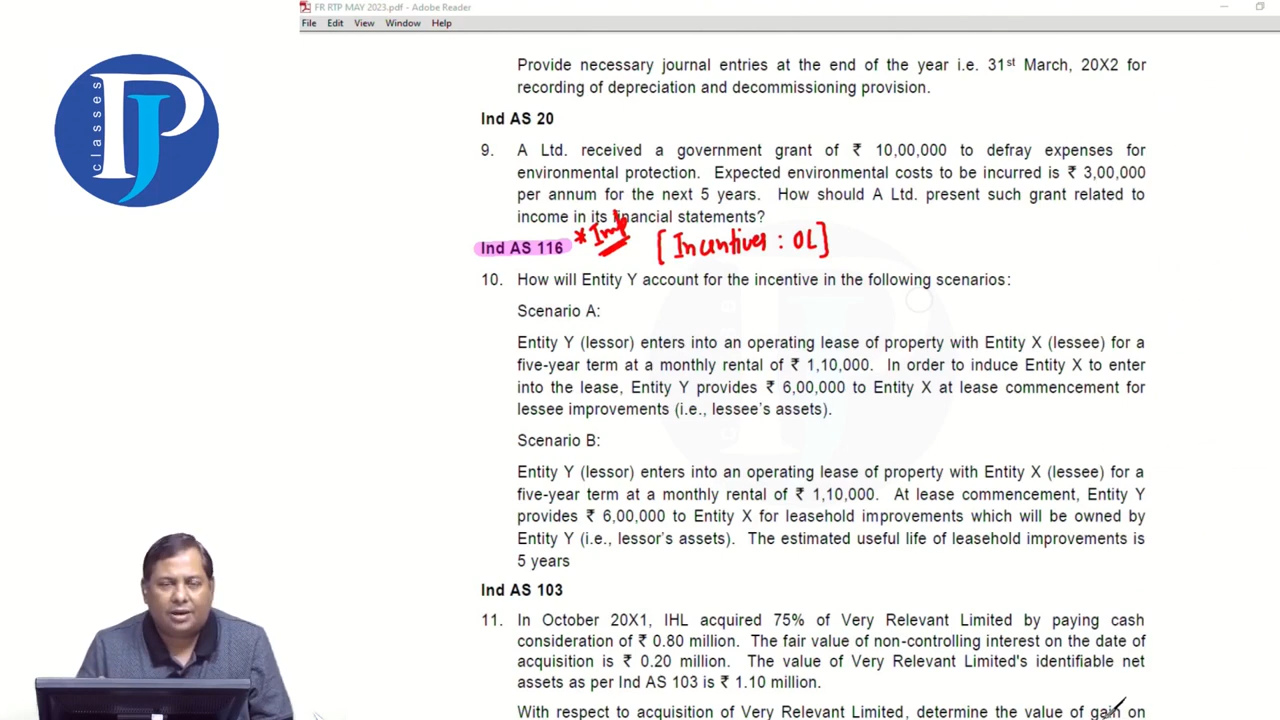 FR RTP MAY 2023.pdf - Adobe Reader
File Edit View Window Help
classes
PJ
Provide necessary journal entries at the end of the year i.e. 31st March, 20X2 for
recording of depreciation and decommissioning provision.
Ind AS 20
9. A Ltd. received a government grant of ₹ 10,00,000 to defray expenses for
environmental protection. Expected environmental costs to be incurred is ₹ 3,00,000
per annum for the next 5 years. How should A Ltd. present such grant related to
income in its financial statements?
Ind AS 116 * Imp [Incentives : OL]
10. How will Entity Y account for the incentive in the following scenarios:
Scenario A:
Entity Y (lessor) enters into an operating lease of property with Entity X (lessee) for a
five-year term at a monthly rental of ₹ 1,10,000. In order to induce Entity X to enter
into the lease, Entity Y provides ₹ 6,00,000 to Entity X at lease commencement for
lessee improvements (i.e., lessee's assets).
Scenario B:
Entity Y (lessor) enters into an operating lease of property with Entity X (lessee) for a
five-year term at a monthly rental of ₹ 1,10,000. At lease commencement, Entity Y
provides ₹ 6,00,000 to Entity X for leasehold improvements which will be owned by
Entity Y (i.e., lessor's assets). The estimated useful life of leasehold improvements is
5 years
Ind AS 103
11. In October 20X1, IHL acquired 75% of Very Relevant Limited by paying cash
consideration of ₹ 0.80 million. The fair value of non-controlling interest on the date of
acquisition is ₹ 0.20 million. The value of Very Relevant Limited's identifiable net
assets as per Ind AS 103 is ₹ 1.10 million.
With respect to acquisition of Very Relevant Limited, determine the value of gain on